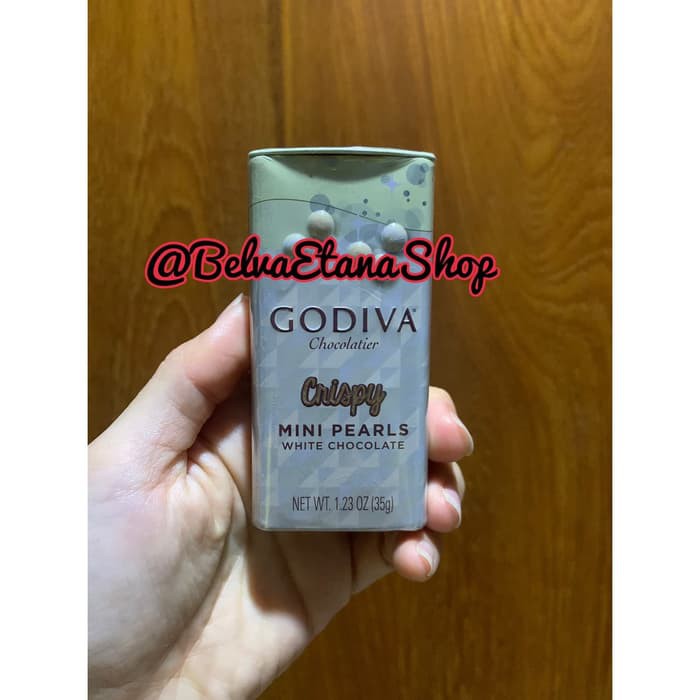 @BelvaEtanaShop
GODIVA
Chocolatier
Crispy
MINI PEARLS
WHITE CHOCOLATE
NET WT. 1.23 OZ (35g)